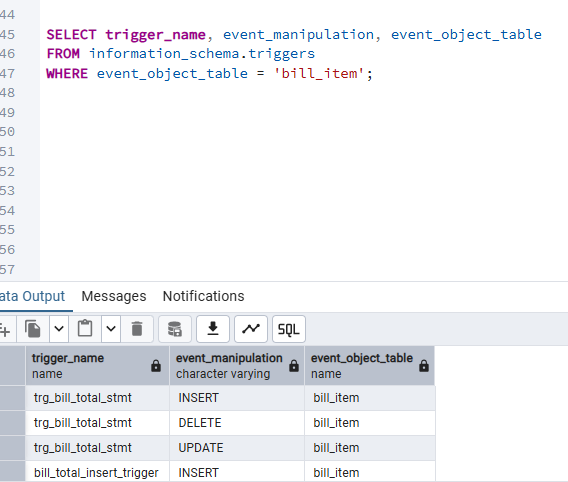 44
45 SELECT trigger_name, event_manipulation, event_object_table
46 FROM information_schema.triggers
47 WHERE event_object_table = 'bill_item';
48
49
50
51
52
53
54
55
56
57
ata Output Messages Notifications
SQL
trigger_name event_manipulation event_object_table
name character varying name
trg_bill_total_stmt INSERT bill_item
trg_bill_total_stmt DELETE bill_item
trg_bill_total_stmt UPDATE bill_item
bill_total_insert_trigger INSERT bill_item